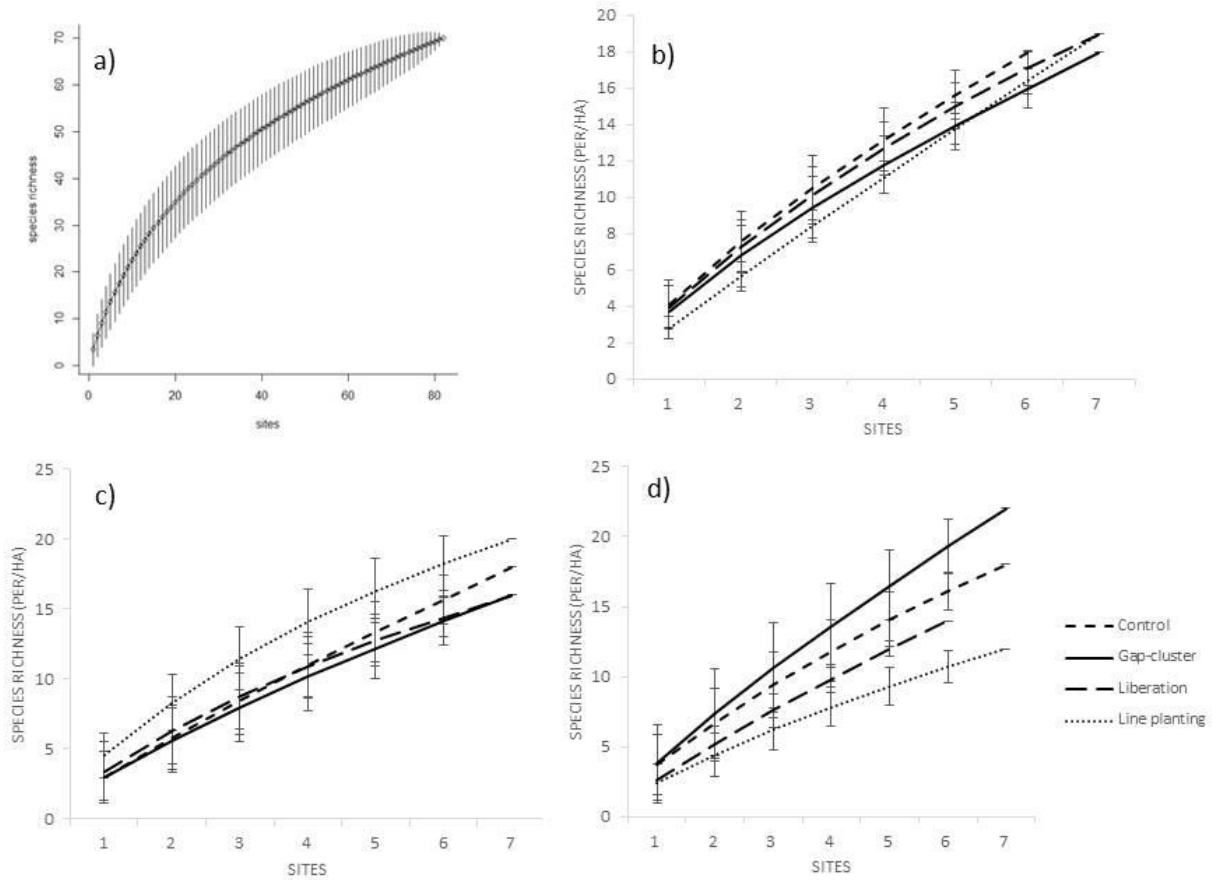 a)
species richness
70
60
50
40
30
20
10
0
0 20 40 60 80
sites
b)
SPECIES RICHNESS (PER/HA)
20
18
16
14
12
10
8
6
4
2
0
1 2 3 4 5 6 7
SITES
c)
SPECIES RICHNESS (PER/HA)
25
20
15
10
5
0
1 2 3 4 5 6 7
SITES
d)
SPECIES RICHNESS (PER/HA)
25
20
15
10
5
0
1 2 3 4 5 6 7
SITES
Control
Gap-cluster
Liberation
Line planting